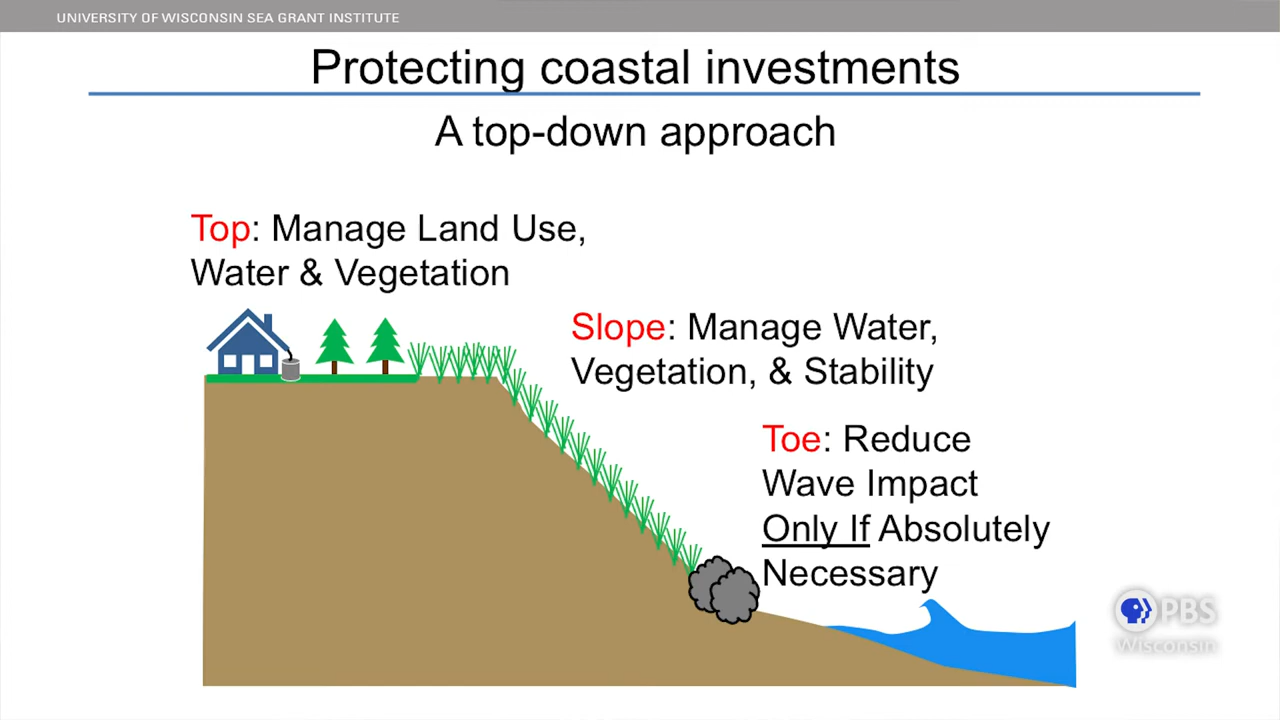 UNIVERSITY OF WISCONSIN SEA GRANT INSTITUTE
Protecting coastal investments
A top-down approach
Top: Manage Land Use,
Water & Vegetation
Slope: Manage Water,
Vegetation, & Stability
Toe: Reduce
Wave Impact
Only If Absolutely
Necessary
PBS
Wisconsin